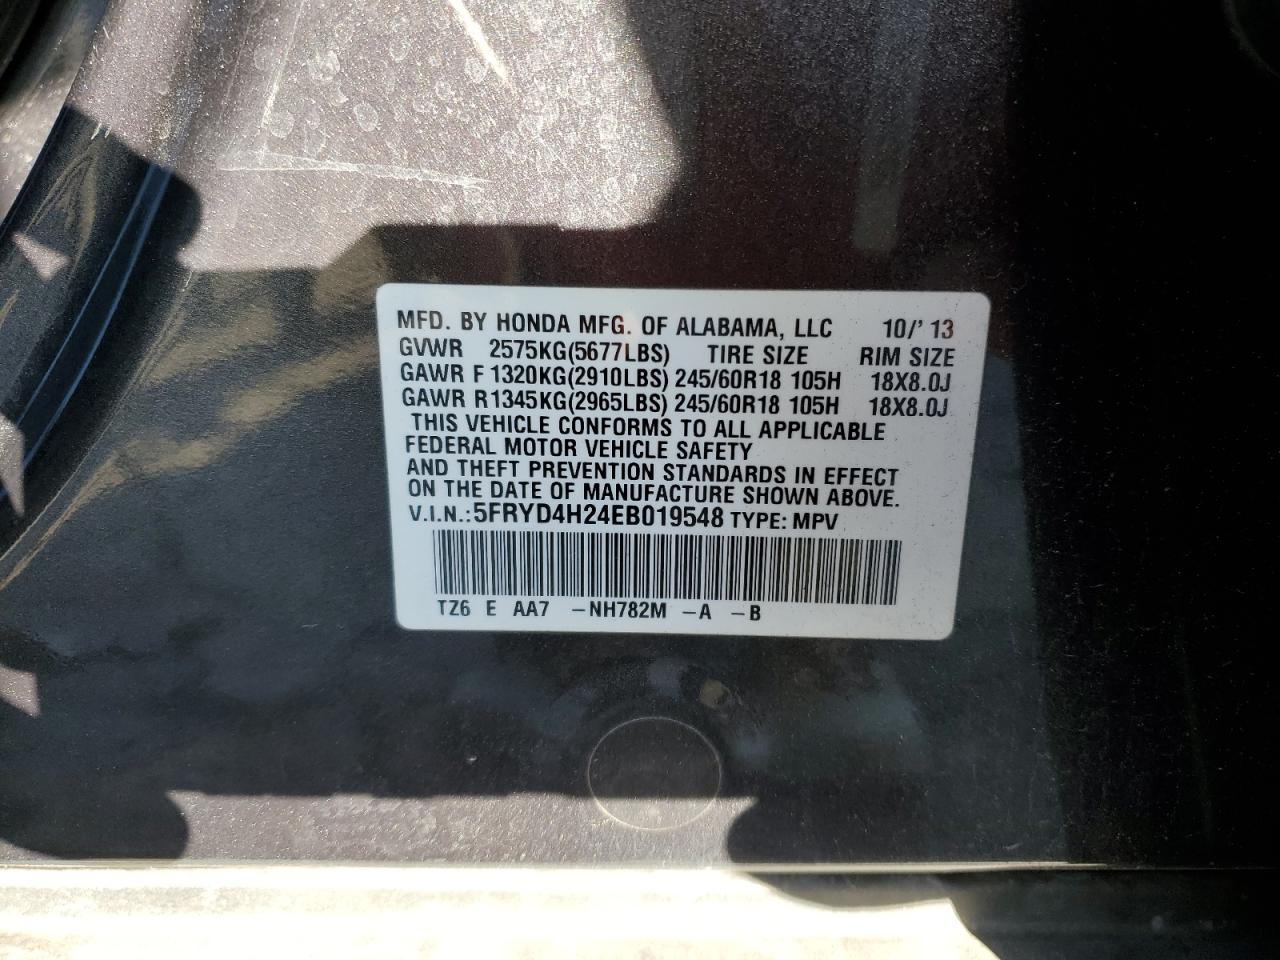 MFD. BY HONDA MFG. OF ALABAMA, LLC 10/' 13
GVWR 2575KG(5677LBS) TIRE SIZE RIM SIZE
GAWR F 1320KG(2910LBS) 245/60R18 105H 18X8.0J
GAWR R1345KG(2965LBS) 245/60R18 105H 18X8.0J
THIS VEHICLE CONFORMS TO ALL APPLICABLE
FEDERAL MOTOR VEHICLE SAFETY
AND THEFT PREVENTION STANDARDS IN EFFECT
ON THE DATE OF MANUFACTURE SHOWN ABOVE.
V.I.N.:5FRYD4H24EB019548 TYPE: MPV
TZ6 E AA7 -NH782M -A -B